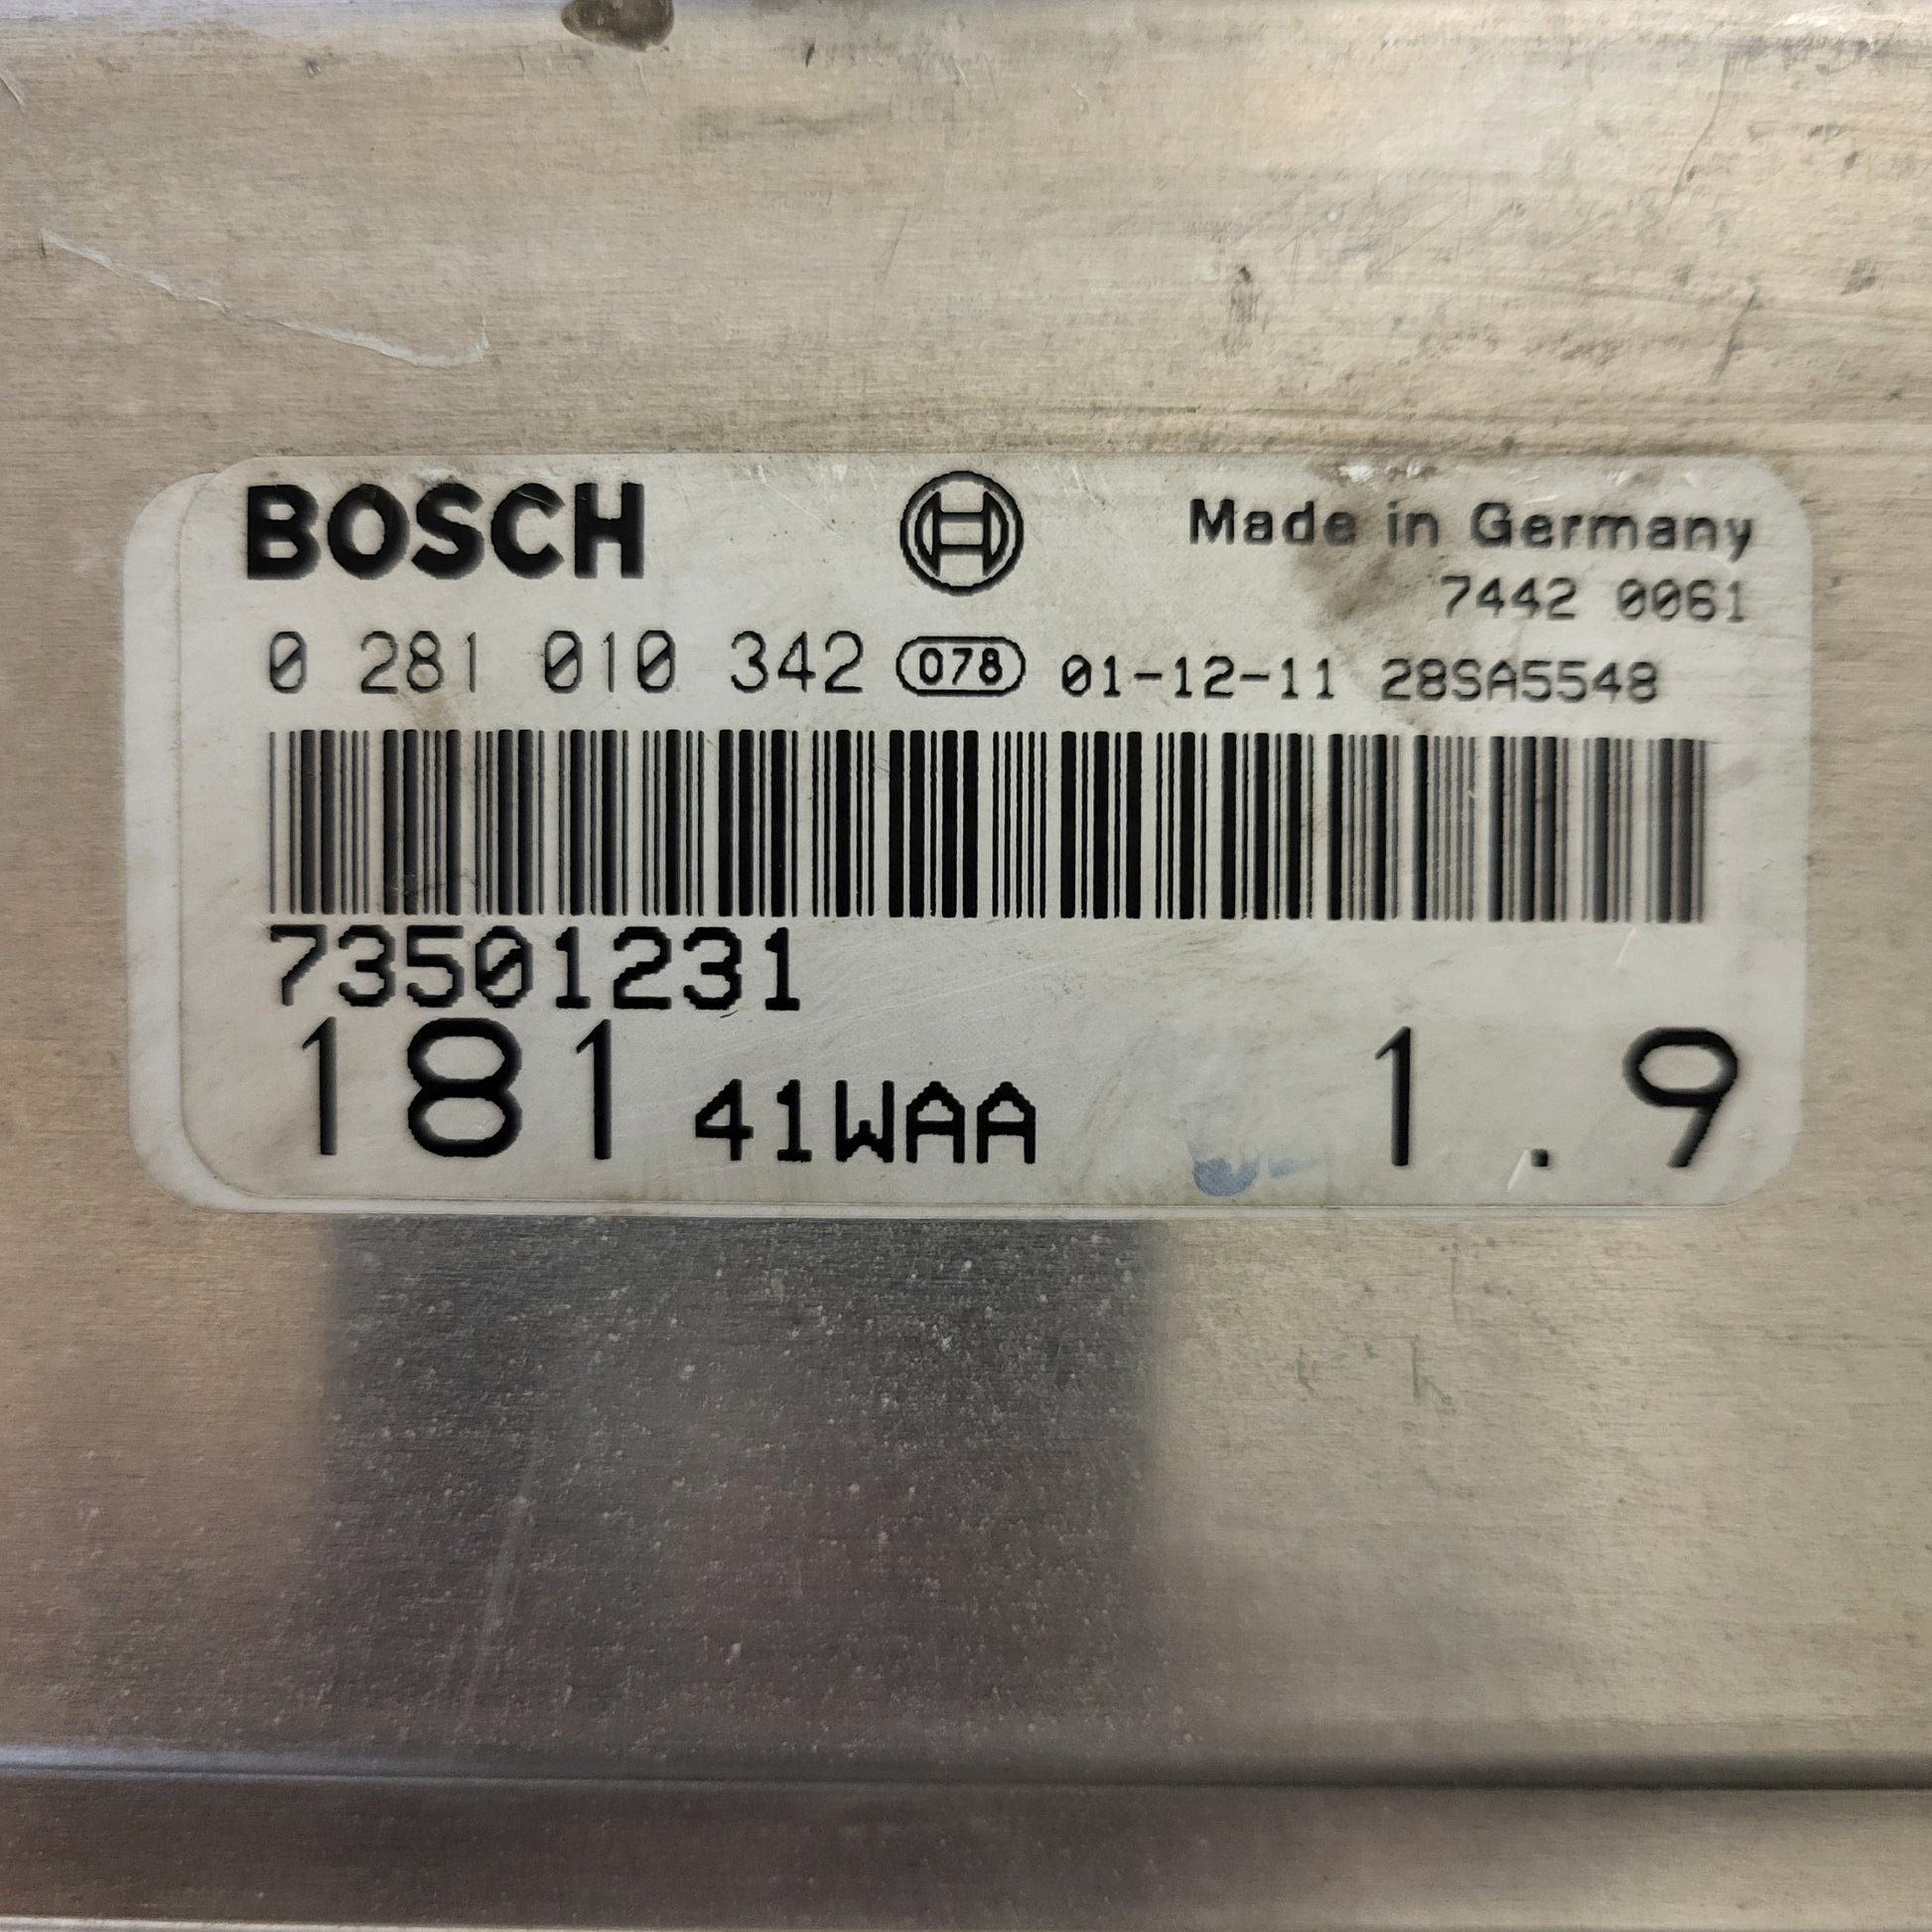 BOSCH Made in Germany
7442 0061
0 281 010 342 078 01-12-11 28SA5548
73501231
181 41WAA 1.9